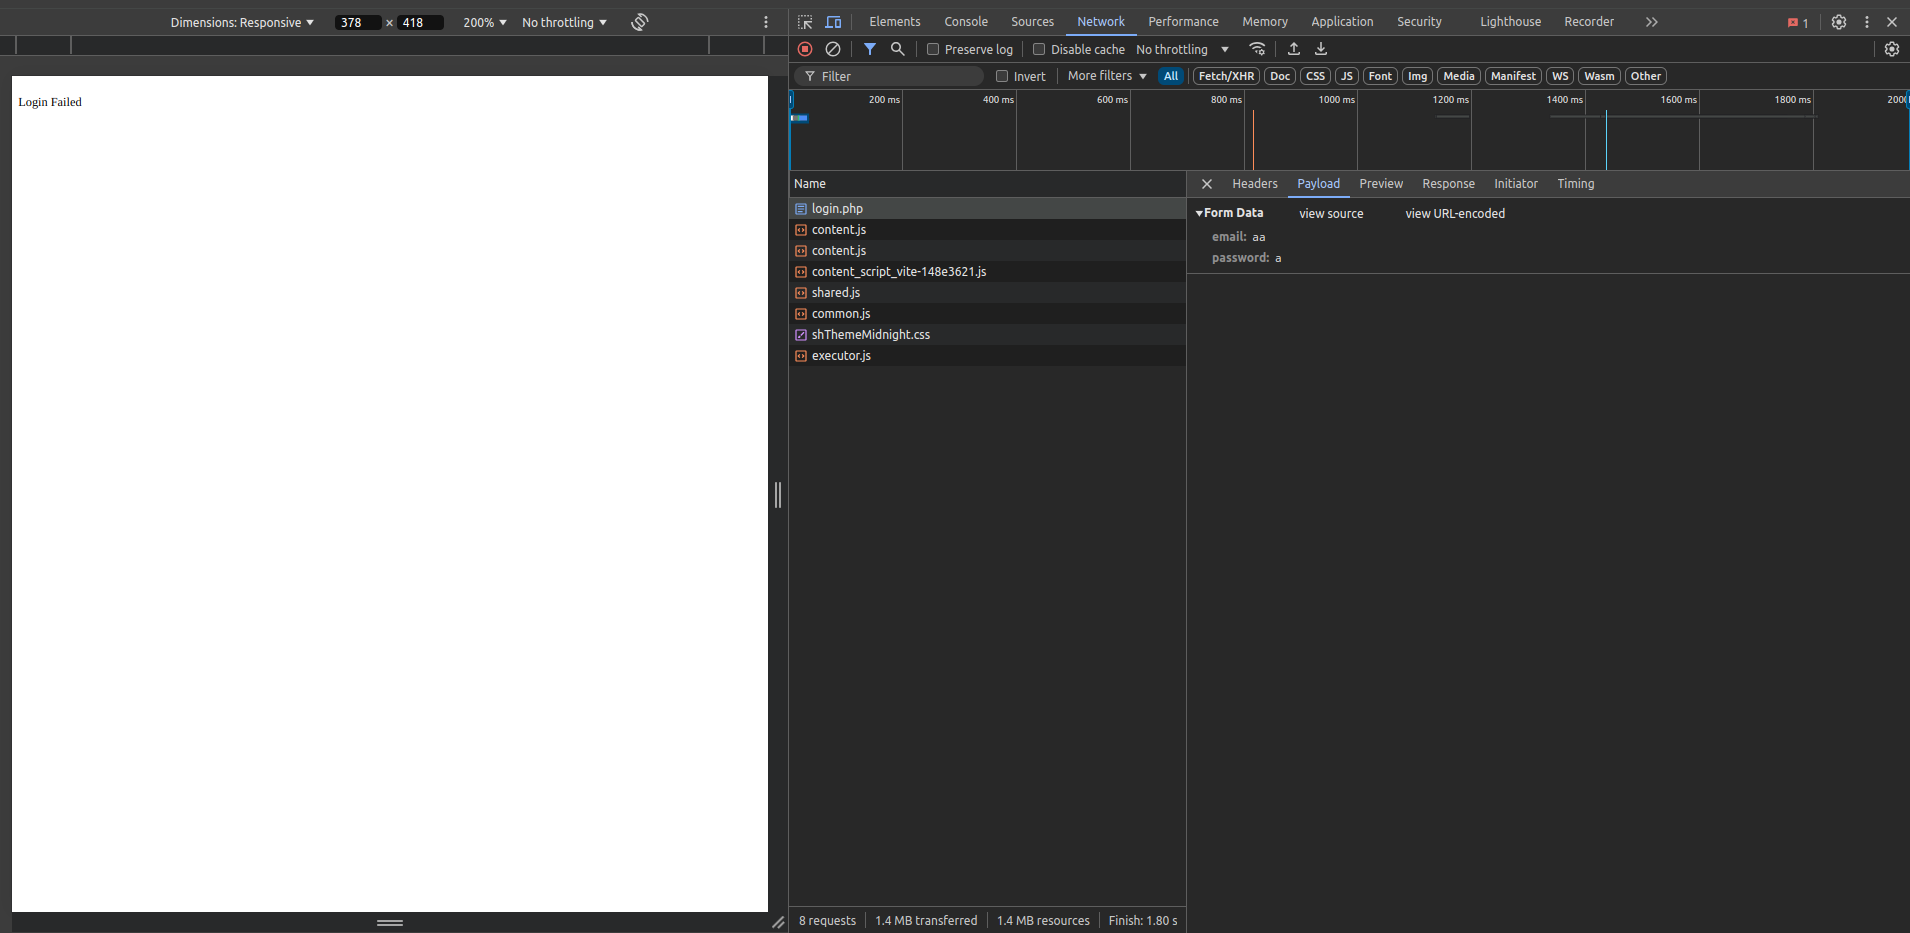 Dimensions: Responsive 378 × 418 200% No throttling
Login Failed
Elements Console Sources Network Performance Memory Application Security Lighthouse Recorder 1
Preserve log Disable cache No throttling
Filter Invert More filters All Fetch/XHR Doc CSS JS Font Img Media Manifest WS Wasm Other
200 ms 400 ms 600 ms 800 ms 1000 ms 1200 ms 1400 ms 1600 ms 1800 ms
Name
login.php
content.js
content.js
content_script_vite-148e3621.js
shared.js
common.js
shThemeMidnight.css
executor.js
8 requests 1.4 MB transferred 1.4 MB resources Finish: 1.80 s
Headers Payload Preview Response Initiator Timing
Form Data view source view URL-encoded
email: aa
password: a